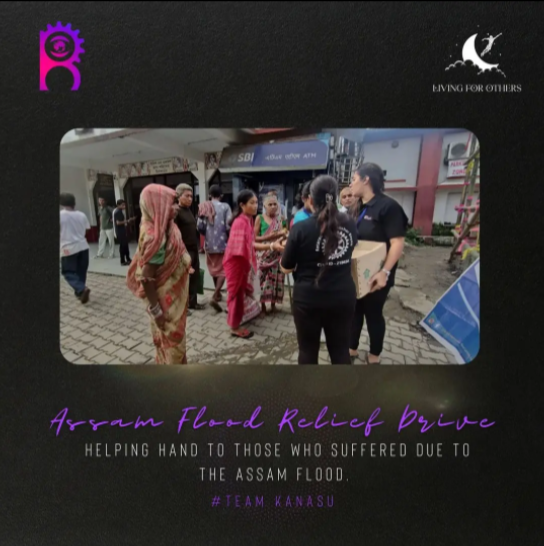 LIVING FOR OTHERS
SBI
Assam Flood Relief Drive
HELPING HAND TO THOSE WHO SUFFERED DUE TO
THE ASSAM FLOOD.
#TEAM KANASU